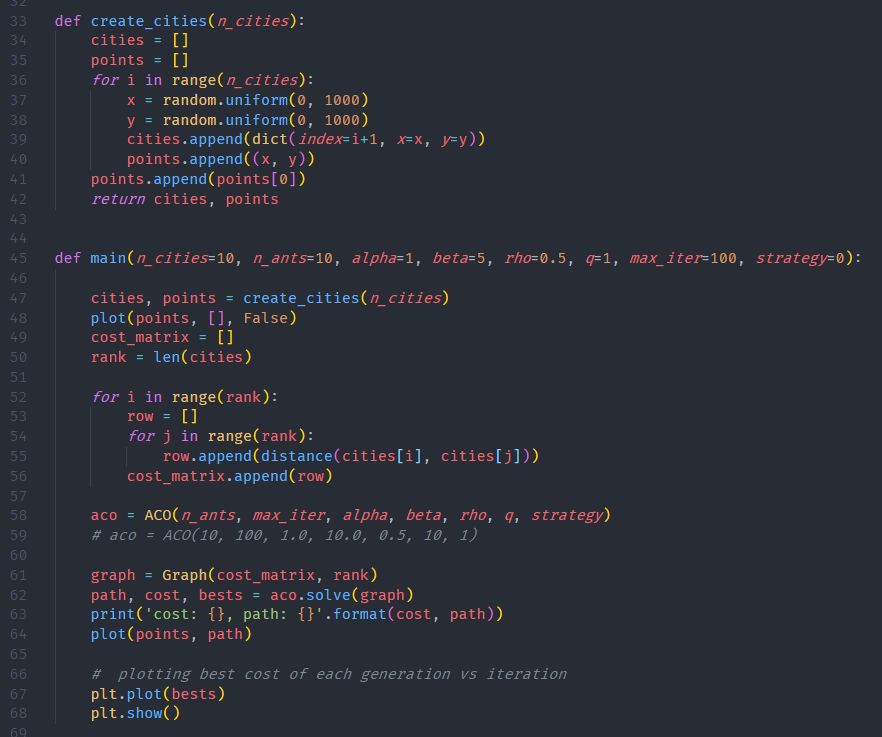 32
33 def create_cities(n_cities):
34     cities = []
35     points = []
36     for i in range(n_cities):
37         x = random.uniform(0, 1000)
38         y = random.uniform(0, 1000)
39         cities.append(dict(index=i+1, x=x, y=y))
40         points.append((x, y))
41     points.append(points[0])
42     return cities, points
43
44
45 def main(n_cities=10, n_ants=10, alpha=1, beta=5, rho=0.5, q=1, max_iter=100, strategy=0):
46
47     cities, points = create_cities(n_cities)
48     plot(points, [], False)
49     cost_matrix = []
50     rank = len(cities)
51
52     for i in range(rank):
53         row = []
54         for j in range(rank):
55             row.append(distance(cities[i], cities[j]))
56         cost_matrix.append(row)
57
58     aco = ACO(n_ants, max_iter, alpha, beta, rho, q, strategy)
59     # aco = ACO(10, 100, 1.0, 10.0, 0.5, 10, 1)
60
61     graph = Graph(cost_matrix, rank)
62     path, cost, bests = aco.solve(graph)
63     print('cost: {}, path: {}'.format(cost, path))
64     plot(points, path)
65
66     #  plotting best cost of each generation vs iteration
67     plt.plot(bests)
68     plt.show()
69